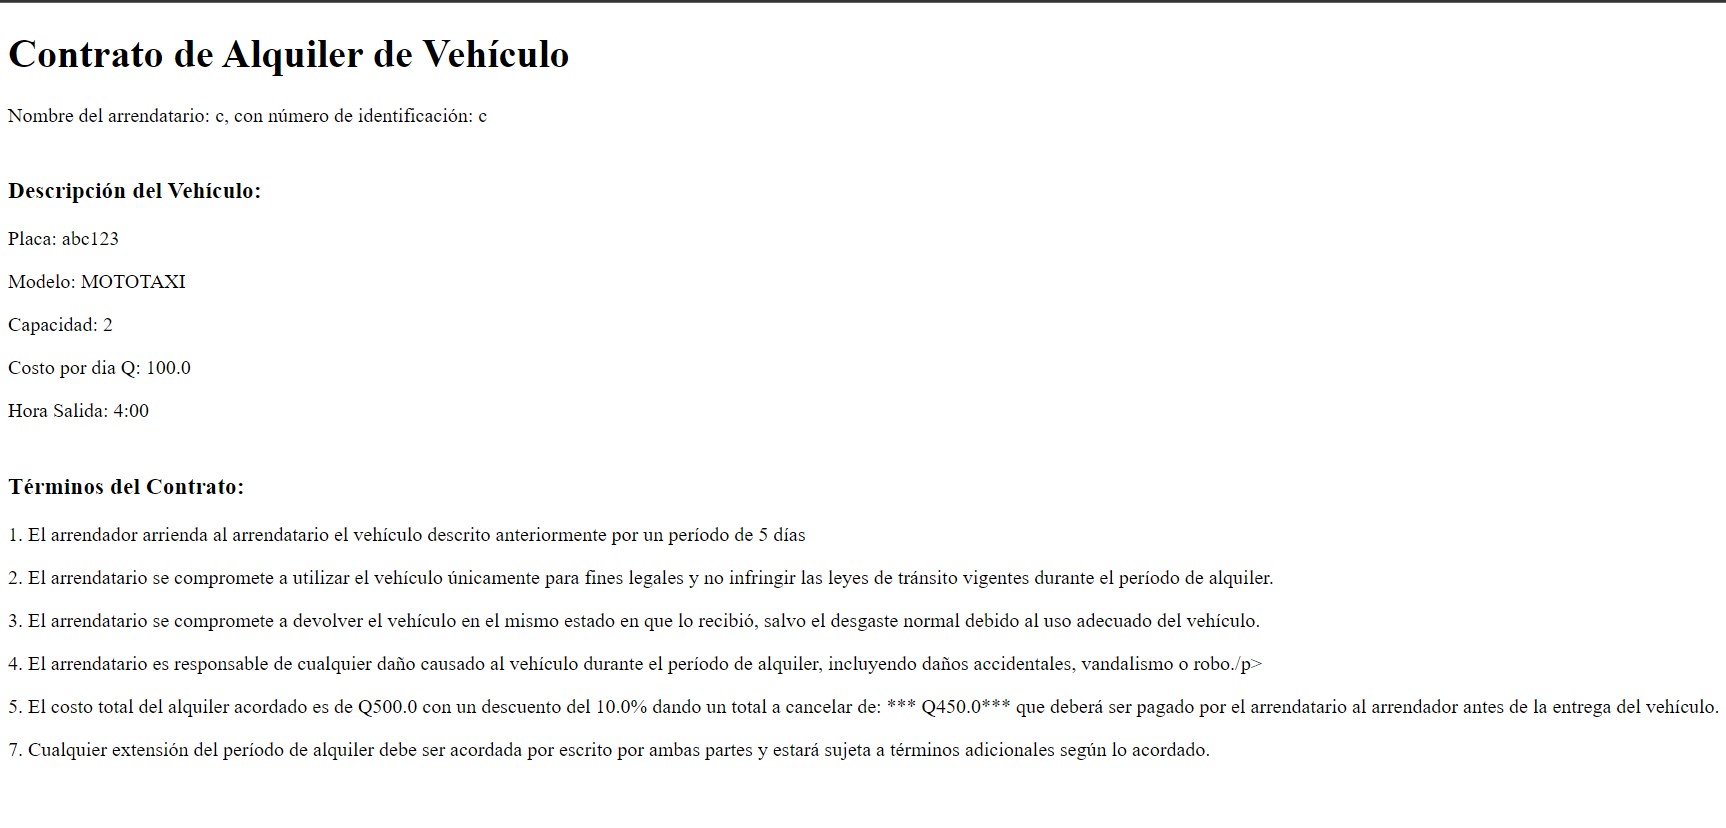 Contrato de Alquiler de Vehículo
Nombre del arrendatario: c, con número de identificación: c
Descripción del Vehículo:
Placa: abc123
Modelo: MOTOTAXI
Capacidad: 2
Costo por dia Q: 100.0
Hora Salida: 4:00
Términos del Contrato:
1. El arrendador arrienda al arrendatario el vehículo descrito anteriormente por un período de 5 días
2. El arrendatario se compromete a utilizar el vehículo únicamente para fines legales y no infringir las leyes de tránsito vigentes durante el período de alquiler.
3. El arrendatario se compromete a devolver el vehículo en el mismo estado en que lo recibió, salvo el desgaste normal debido al uso adecuado del vehículo.
4. El arrendatario es responsable de cualquier daño causado al vehículo durante el período de alquiler, incluyendo daños accidentales, vandalismo o robo./p>
5. El costo total del alquiler acordado es de Q500.0 con un descuento del 10.0% dando un total a cancelar de: *** Q450.0*** que deberá ser pagado por el arrendatario al arrendador antes de la entrega del vehículo.
7. Cualquier extensión del período de alquiler debe ser acordada por escrito por ambas partes y estará sujeta a términos adicionales según lo acordado.